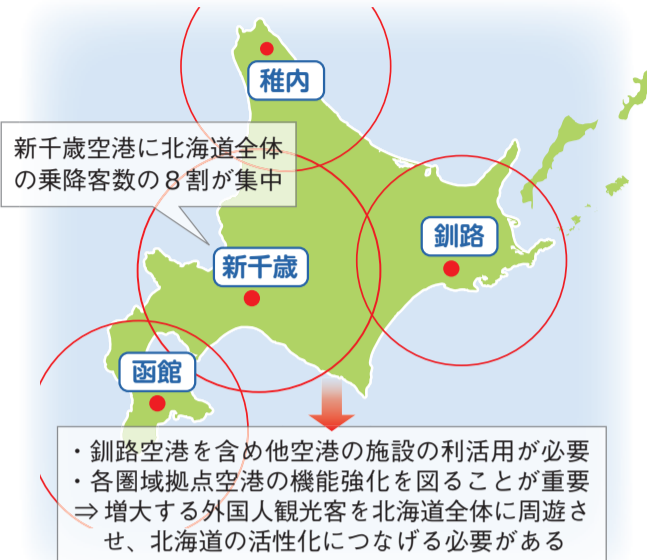 稚内
新千歳空港に北海道全体
の乗降客数の８割が集中
釧路
新千歳
函館
・釧路空港を含め他空港の施設の利活用が必要
・各圏域拠点空港の機能強化を図ることが重要
⇒増大する外国人観光客を北海道全体に周遊さ
せ、北海道の活性化につなげる必要がある